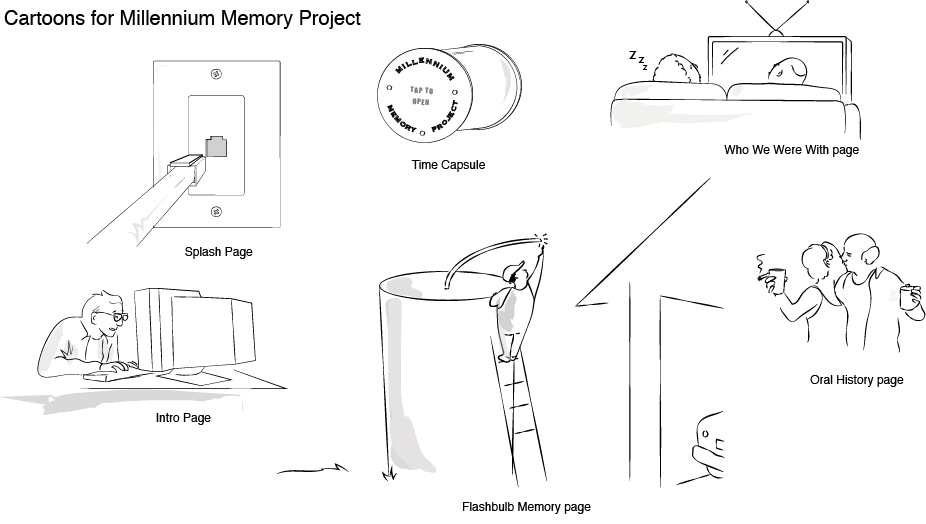 Cartoons for Millennium Memory Project
MILLENNIUM
TAP TO
OPEN
MEMORY PROJECT
Time Capsule
Z Z Z
Who We Were With page
Splash Page
Intro Page
Oral History page
Flashbulb Memory page